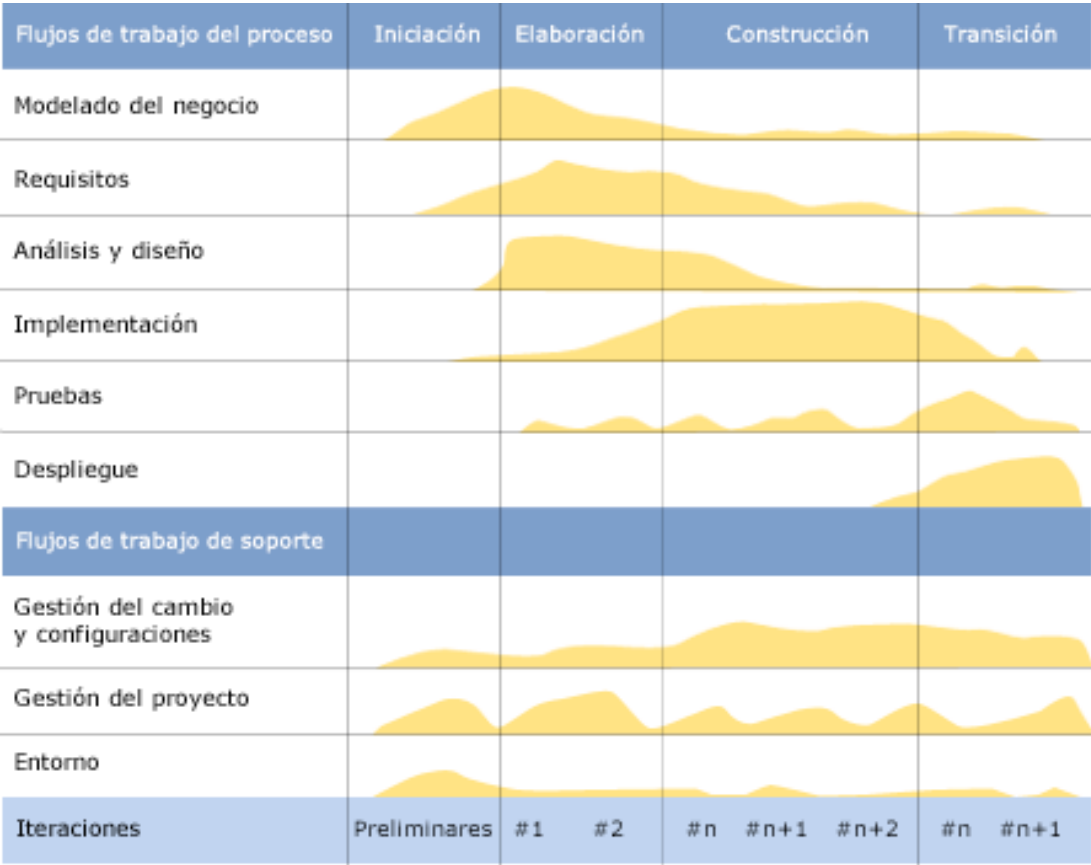 Flujos de trabajo del proceso Iniciación Elaboración Construcción Transición
Modelado del negocio
Requisitos
Análisis y diseño
Implementación
Pruebas
Despliegue
Flujos de trabajo de soporte
Gestión del cambio
y configuraciones
Gestión del proyecto
Entorno
Iteraciones Preliminares #1 #2 #n #n+1 #n+2 #n #n+1